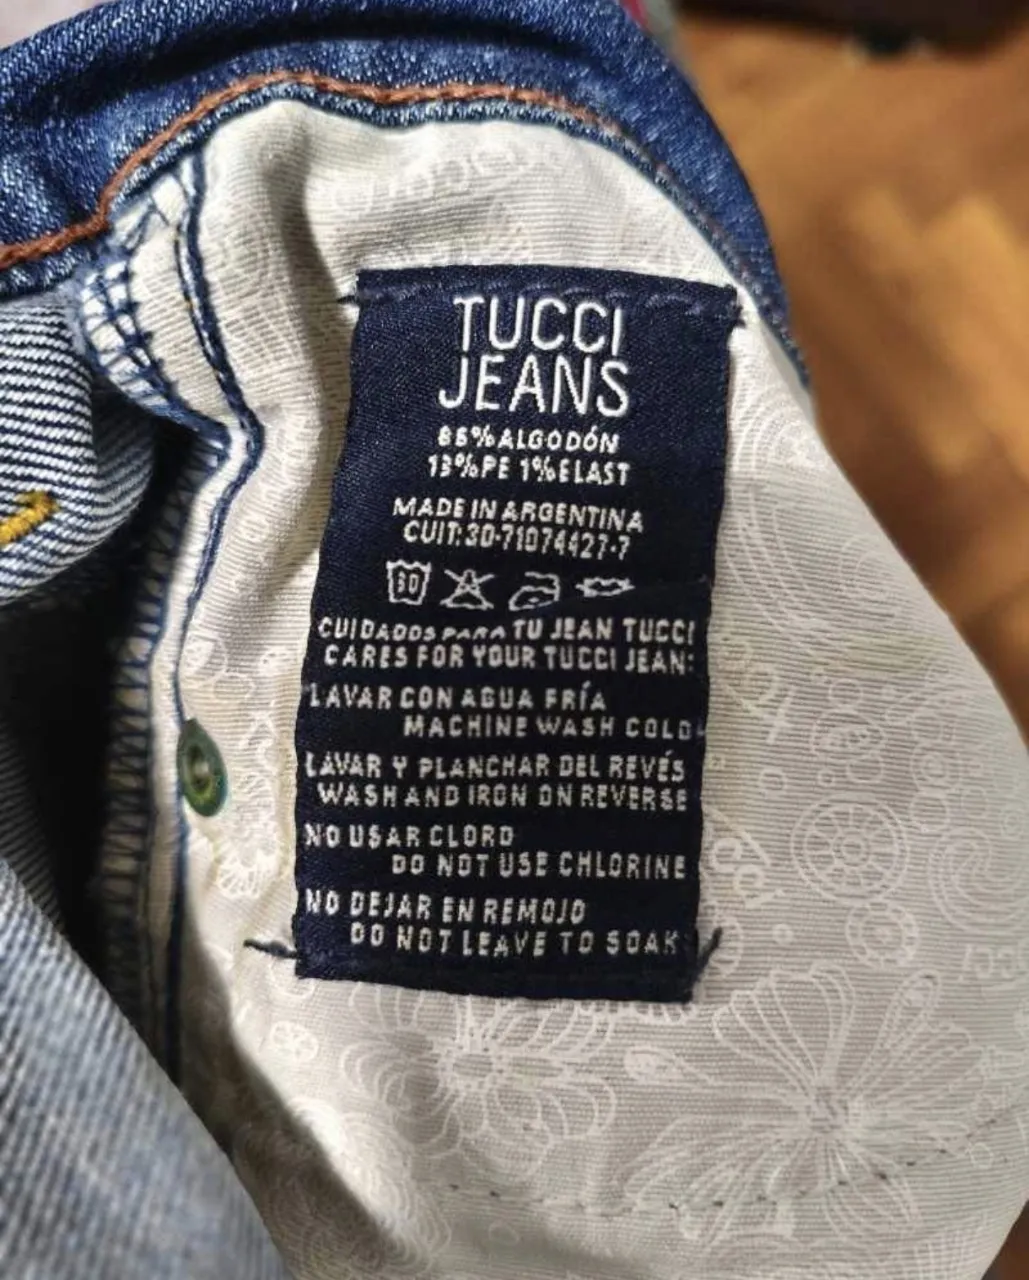 TUCCI
JEANS
86%ALGODÓN
13%PE 1%ELAST
MADE IN ARGENTINA
CUIT:30-71074427-7
30 A
CUIDADOS PARA TU JEAN TUCCI
CARES FOR YOUR TUCCI JEAN:
LAVAR CON AGUA FRÍA
MACHINE WASH COLD
LAVAR Y PLANCHAR DEL REVÉS
WASH AND IRON ON REVERSE
NO USAR CLORO
DO NOT USE CHLORINE
NO DEJAR EN REMOJO
DO NOT LEAVE TO SOAK